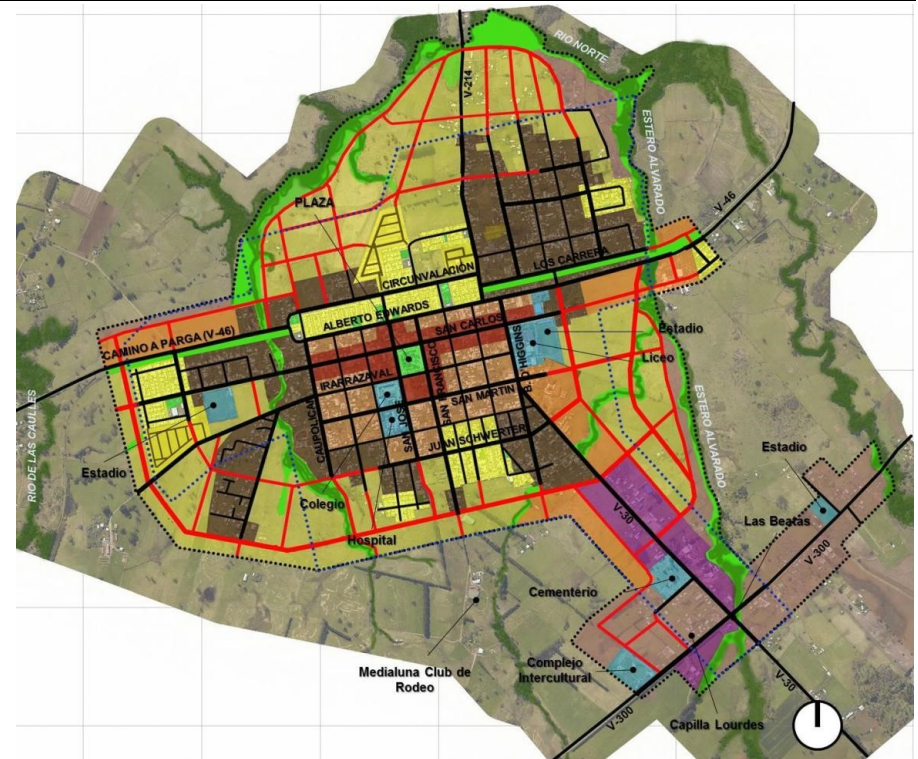 RIO NORTE
V-214
ESTERO ALVARADO
PLAZA
V-46
LOS CARRERA
CIRCUNVALACIÓN
ALBERTO EDWARDS
SAN CARLOS
CAMINO A PARGA (V-46)
Estadio
Liceo
B. O'HIGGINS
SAN FRANCISCO
IRARRAZAVAL
SAN MARTIN
SAN JOSE
CAUPOLICAN
JUAN SCHWERTER
RIO DE LAS CAULLES
ESTERO ALVARADO
Estadio
Estadio
Colegio
Hospital
V-30
Las Beatas
V-300
Cementerio
Medialuna Club de
Rodeo
Complejo
Intercultural
V-30
V-300
Capilla Lourdes